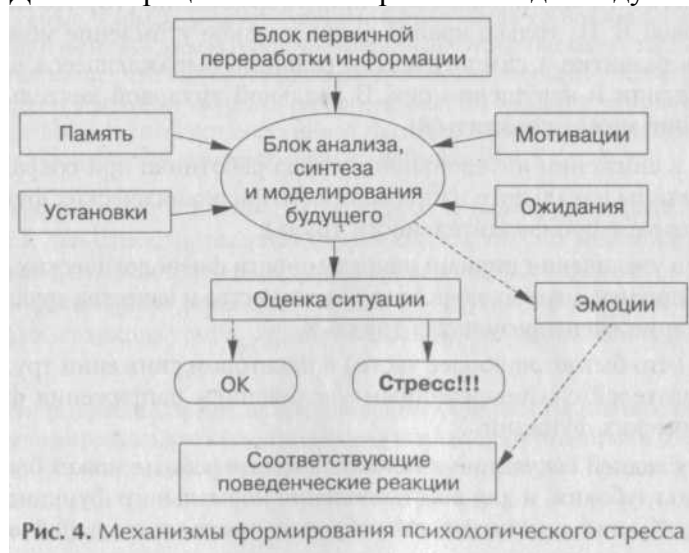 Блок первичной
переработки информации
Память
Установки
Блок анализа,
синтеза
и моделирования
будущего
Мотивации
Ожидания
Оценка ситуации
Эмоции
ОК
Стресс!!!
Соответствующие
поведенческие реакции
Рис. 4. Механизмы формирования психологического стресса